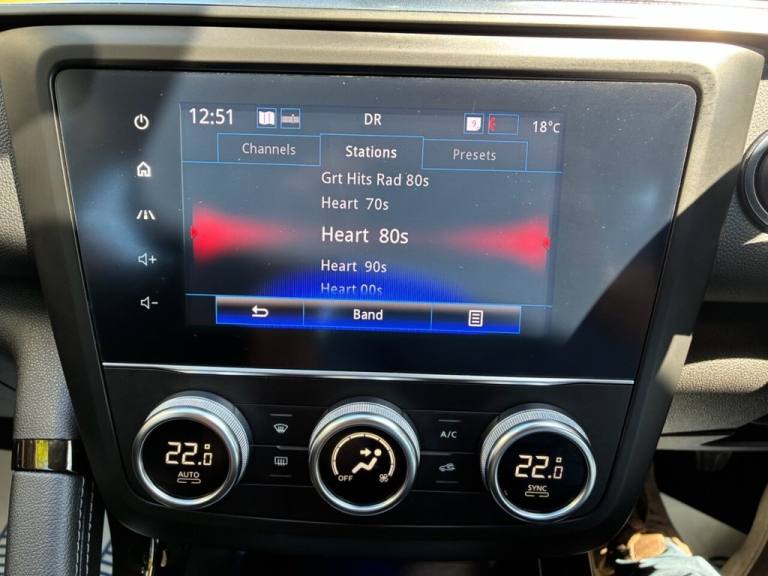 12:51 DR 9 18°C
Channels Stations Presets
Grt Hits Rad 80s
Heart 70s
Heart 80s
Heart 90s
Heart 00s
Band
A/C
22.0 22.0
AUTO OFF SYNC